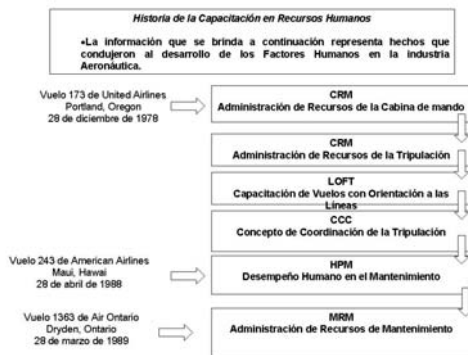 Historia de la Capacitación en Recursos Humanos
•La información que se brinda a continuación representa hechos que
condujeron al desarrollo de los Factores Humanos en la industria
Aeronáutica.
Vuelo 173 de United Airlines
Portland, Oregon
28 de diciembre de 1978
CRM
Administración de Recursos de la Cabina de mando
CRM
Administración de Recursos de la Tripulación
LOFT
Capacitación de Vuelos con Orientación a las
Líneas
CCC
Concepto de Coordinación de la Tripulación
Vuelo 243 de American Airlines
Maui, Hawai
28 de abril de 1988
HPM
Desempeño Humano en el Mantenimiento
Vuelo 1363 de Air Ontario
Dryden, Ontario
28 de marzo de 1989
MRM
Administración de Recursos de Mantenimiento